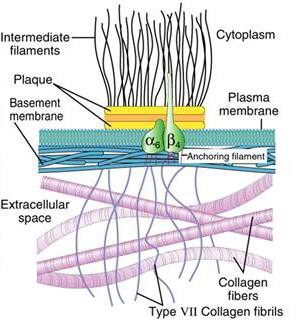 Intermediate
filaments
Cytoplasm
Plaque
Basement
membrane
Plasma
membrane
α6
β4
Anchoring filament
Extracellular
space
Collagen
fibers
Type VII Collagen fibrils